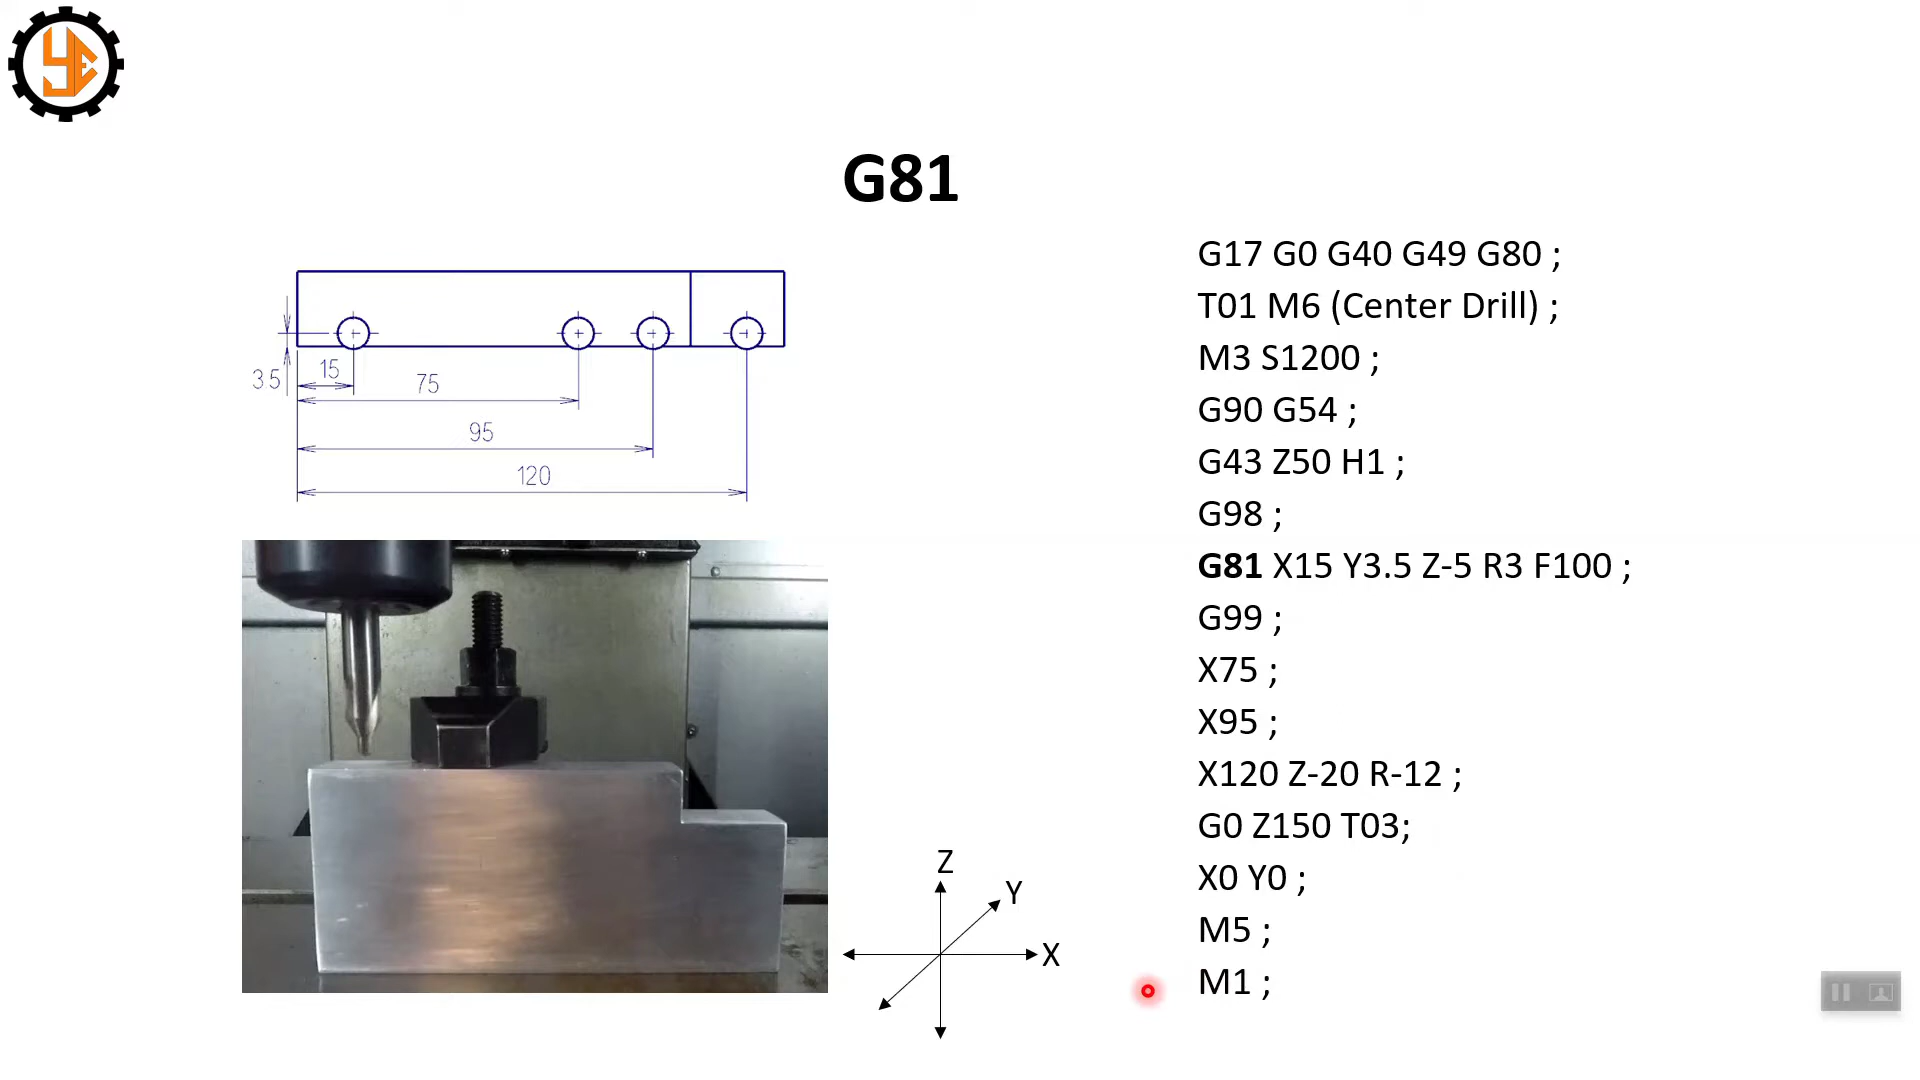 YE
G81
3.5
15
75
95
120
G17 G0 G40 G49 G80 ;
T01 M6 (Center Drill) ;
M3 S1200 ;
G90 G54 ;
G43 Z50 H1 ;
G98 ;
G81 X15 Y3.5 Z-5 R3 F100 ;
G99 ;
X75 ;
X95 ;
X120 Z-20 R-12 ;
G0 Z150 T03;
X0 Y0 ;
M5 ;
M1 ;
Z
Y
X